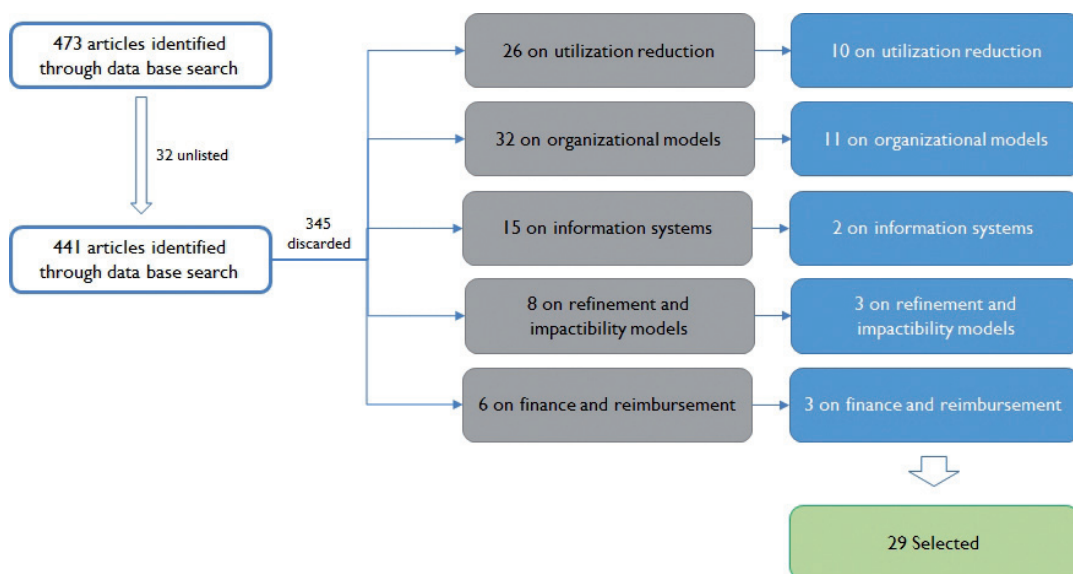 473 articles identified
through data base search
32 unlisted
441 articles identified
through data base search
345
discarded
26 on utilization reduction
10 on utilization reduction
32 on organizational models
11 on organizational models
15 on information systems
2 on information systems
8 on refinement and
impactibility models
3 on refinement and
impactibility models
6 on finance and reimbursement
3 on finance and reimbursement
29 Selected